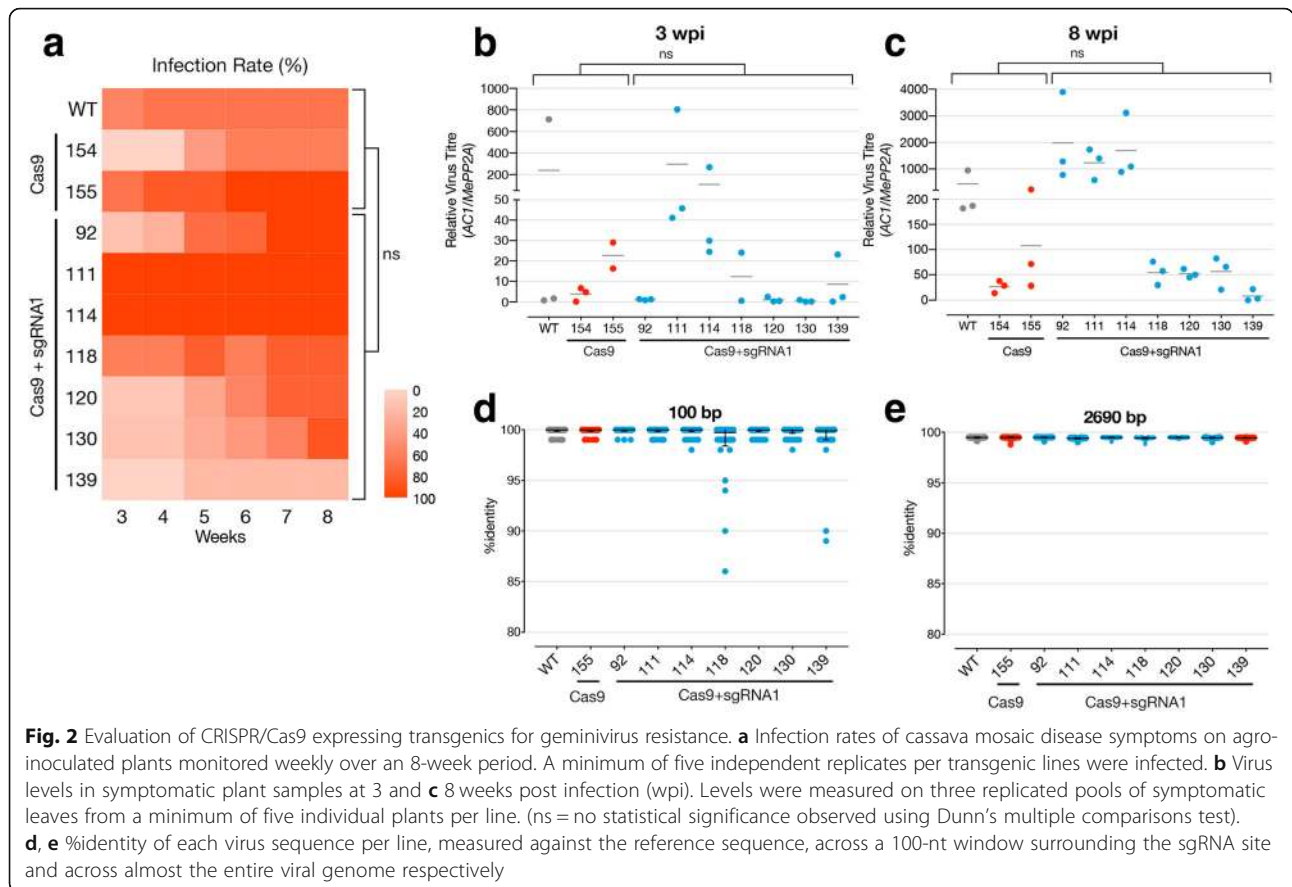 a
Infection Rate (%)
WT
154
155
92
111
114
118
120
130
139
Cas9
Cas9 + sgRNA1
3 4 5 6 7 8
Weeks
ns
0
20
40
60
80
100
b
3 wpi
ns
Relative Virus Titre
(AC1/MePP2A)
1000
800
600
400
200
50
40
30
20
10
0
WT 154 155 92 111 114 118 120 130 139
Cas9 Cas9+sgRNA1
c
8 wpi
ns
Relative Virus Titre
(AC1/MePP2A)
4000
3000
2000
1000
200
150
100
50
0
WT 154 155 92 111 114 118 120 130 139
Cas9 Cas9+sgRNA1
d
100 bp
%identity
100
95
90
85
80
WT 155 92 111 114 118 120 130 139
Cas9 Cas9+sgRNA1
e
2690 bp
%identity
100
95
90
85
80
WT 155 92 111 114 118 120 130 139
Cas9 Cas9+sgRNA1
Fig. 2 Evaluation of CRISPR/Cas9 expressing transgenics for geminivirus resistance. a Infection rates of cassava mosaic disease symptoms on agro-
inoculated plants monitored weekly over an 8-week period. A minimum of five independent replicates per transgenic lines were infected. b Virus
levels in symptomatic plant samples at 3 and c 8 weeks post infection (wpi). Levels were measured on three replicated pools of symptomatic
leaves from a minimum of five individual plants per line. (ns = no statistical significance observed using Dunn's multiple comparisons test).
d, e %identity of each virus sequence per line, measured against the reference sequence, across a 100-nt window surrounding the sgRNA site
and across almost the entire viral genome respectively